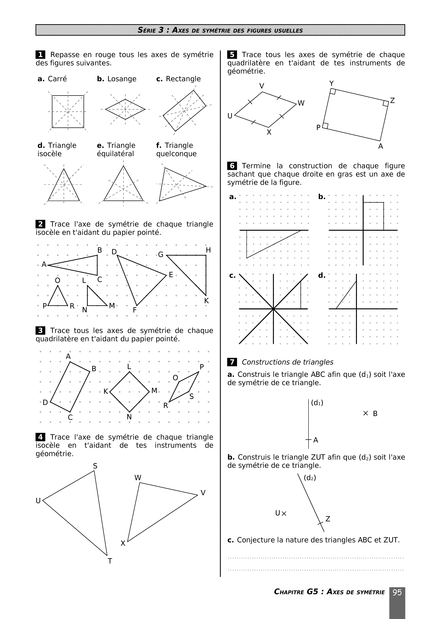 SÉRIE 3 : AXES DE SYMÉTRIE DES FIGURES USUELLES
1 Repasse en rouge tous les axes de symétrie
des figures suivantes.
a. Carré b. Losange c. Rectangle
d. Triangle e. Triangle f. Triangle
isocèle équilatéral quelconque
2 Trace l'axe de symétrie de chaque triangle
isocèle en t'aidant du papier pointé.
A B C D E F G H K
O P R L N M
3 Trace tous les axes de symétrie de chaque
quadrilatère en t'aidant du papier pointé.
A B C D K L M N O P R S
4 Trace l'axe de symétrie de chaque triangle
isocèle en t'aidant de tes instruments de
géométrie.
S U T W V X
5 Trace tous les axes de symétrie de chaque
quadrilatère en t'aidant de tes instruments de
géométrie.
V W U X Y Z P A
6 Termine la construction de chaque figure
sachant que chaque droite en gras est un axe de
symétrie de la figure.
a. b.
c. d.
7 Constructions de triangles
a. Construis le triangle ABC afin que (d₁) soit l'axe
de symétrie de ce triangle.
(d₁)
× B
A
b. Construis le triangle ZUT afin que (d₂) soit l'axe
de symétrie de ce triangle.
(d₂)
U× Z
c. Conjecture la nature des triangles ABC et ZUT.
CHAPITRE G5 : AXES DE SYMÉTRIE 95